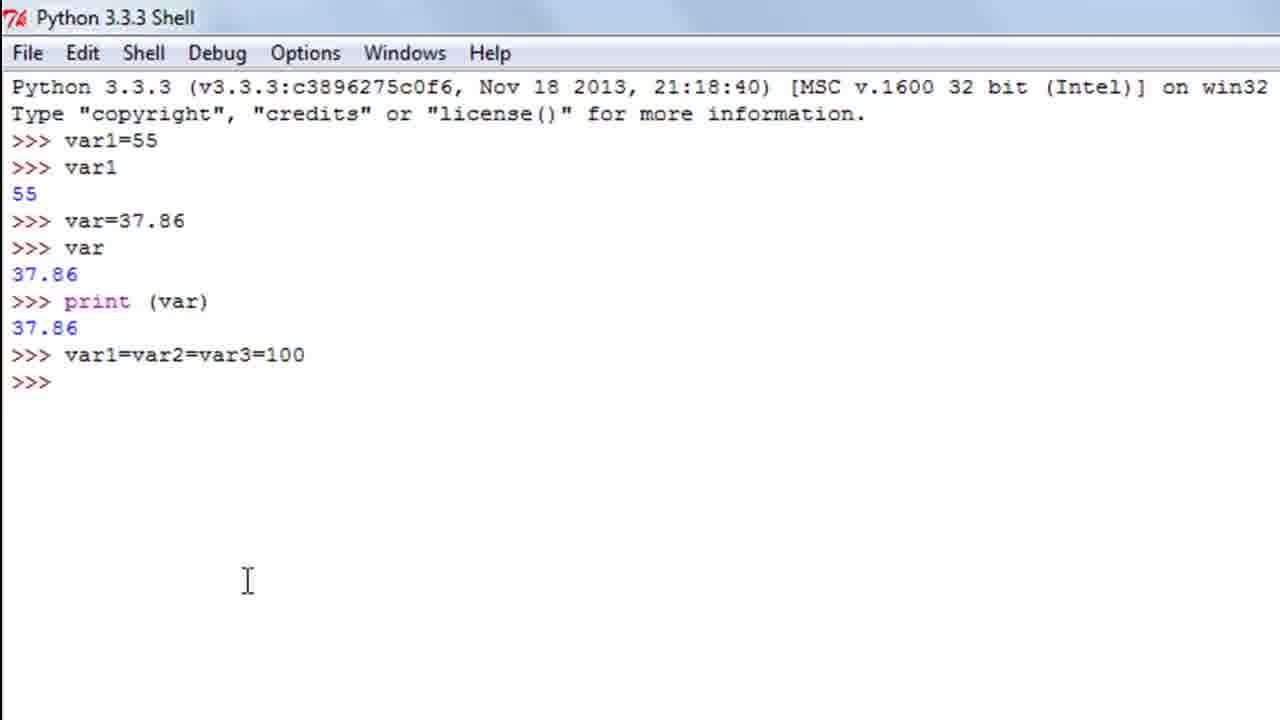 Python 3.3.3 Shell
File Edit Shell Debug Options Windows Help
Python 3.3.3 (v3.3.3:c3896275c0f6, Nov 18 2013, 21:18:40) [MSC v.1600 32 bit (Intel)] on win32
Type "copyright", "credits" or "license()" for more information.
>>> var1=55
>>> var1
55
>>> var=37.86
>>> var
37.86
>>> print (var)
37.86
>>> var1=var2=var3=100
>>>